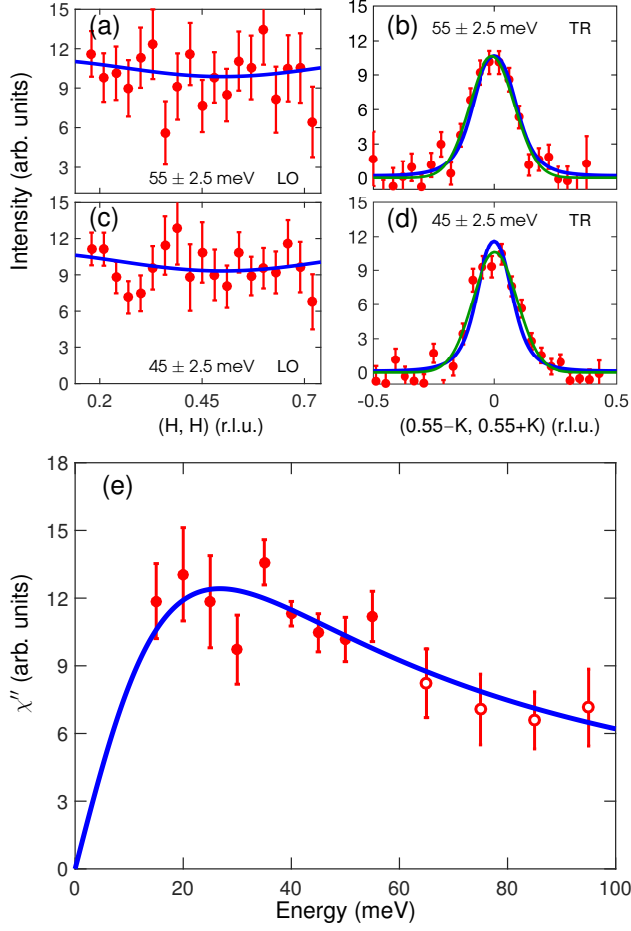 (a)
15
12
9
6
3
55 ± 2.5 meV LO
(b)
55 ± 2.5 meV TR
15
12
9
6
3
0
(c)
15
12
9
6
3
0
45 ± 2.5 meV LO
0.2 0.45 0.7
(H, H) (r.l.u.)
(d)
45 ± 2.5 meV TR
15
12
9
6
3
0
-0.5 0 0.5
(0.55−K, 0.55+K) (r.l.u.)
Intensity (arb. units)
(e)
18
15
12
9
6
3
0
χ″ (arb. units)
0 20 40 60 80 100
Energy (meV)